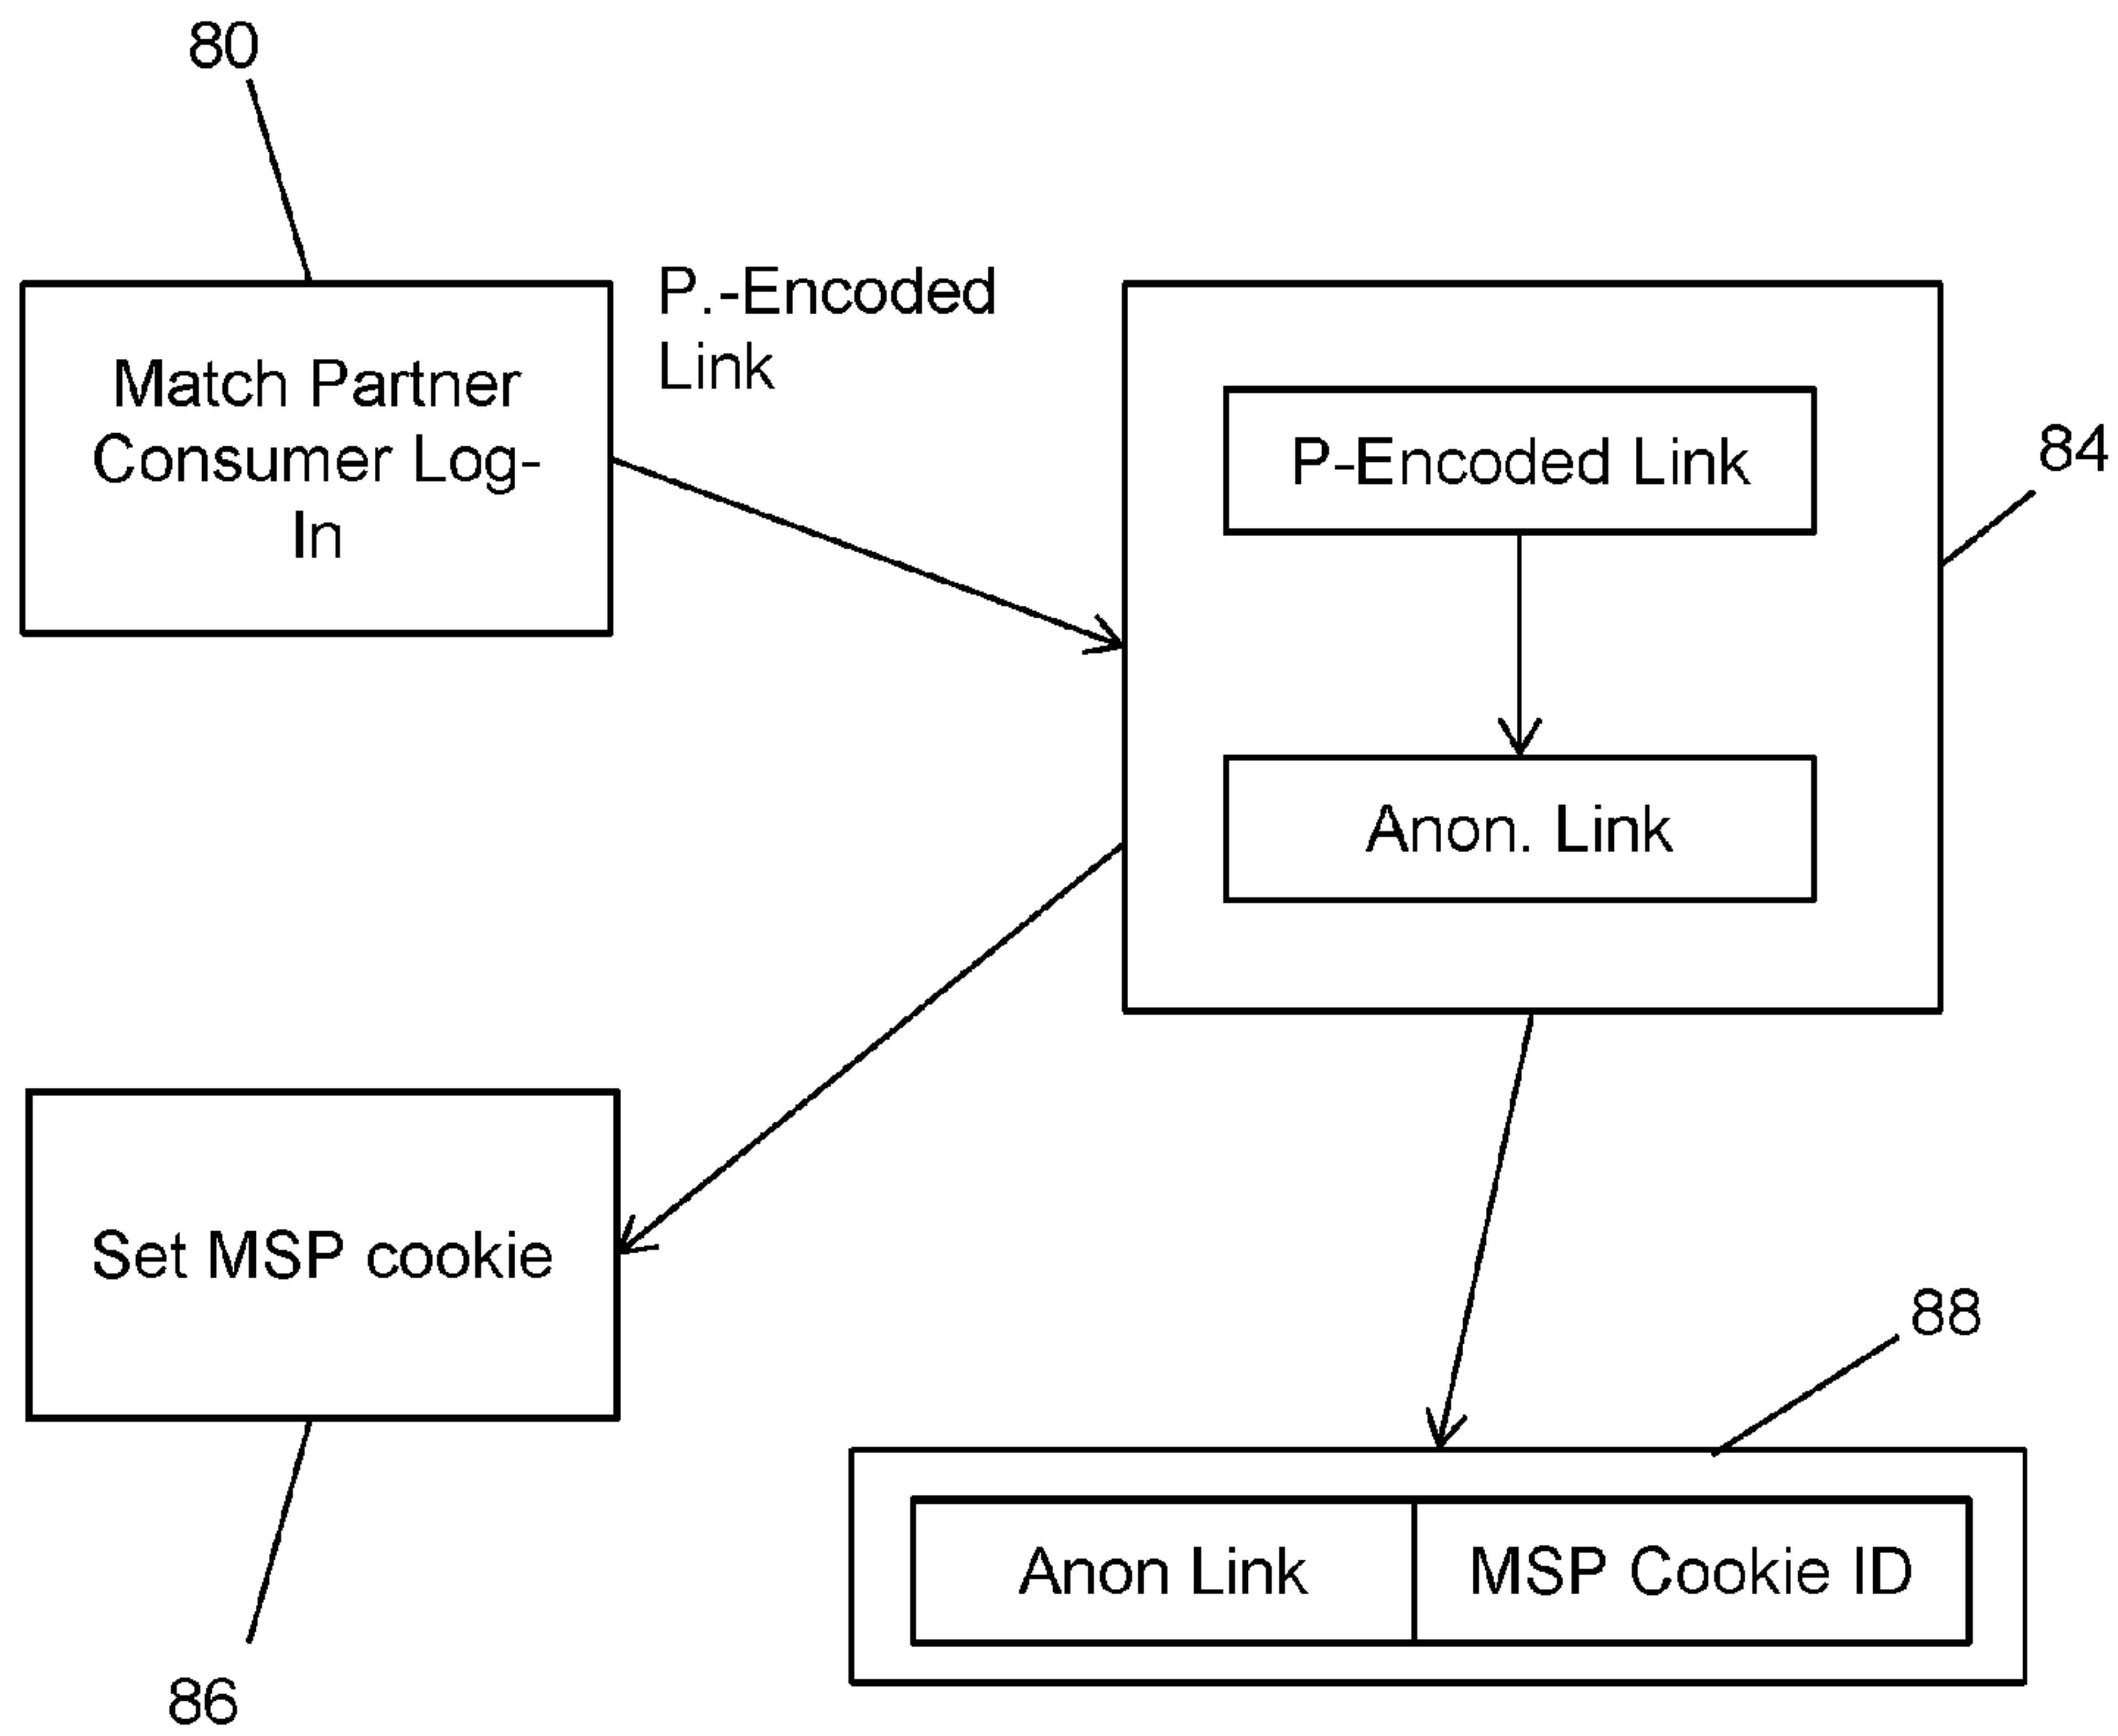 80
P.-Encoded
Link
Match Partner
Consumer Log-
In
P-Encoded Link
84
Anon. Link
Set MSP cookie
88
Anon Link
MSP Cookie ID
86